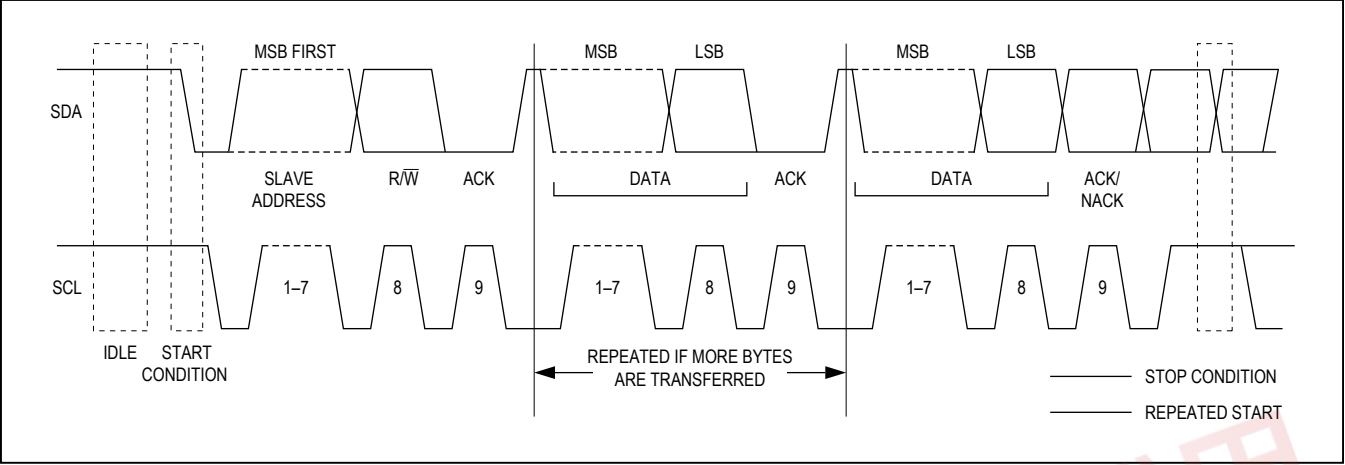 MSB FIRST
MSB
LSB
MSB
LSB
SDA
SLAVE
ADDRESS
R/W̅
ACK
DATA
ACK
DATA
ACK/
NACK
SCL
1–7
8
9
1–7
8
9
1–7
8
9
IDLE
START
CONDITION
REPEATED IF MORE BYTES
ARE TRANSFERRED
STOP CONDITION
REPEATED START